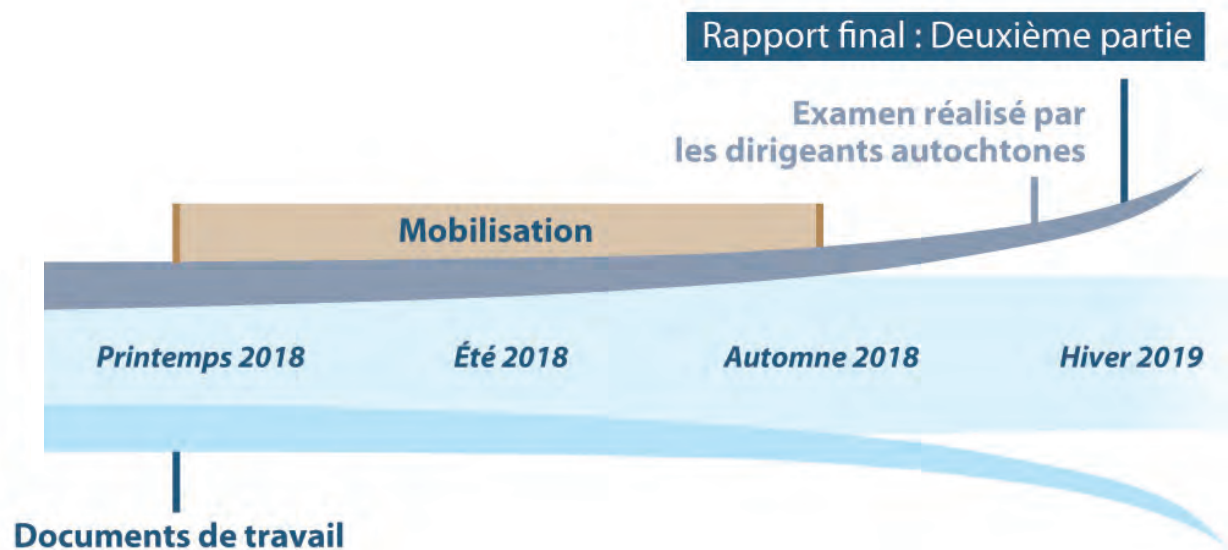 Rapport final : Deuxième partie
Examen réalisé par
les dirigeants autochtones
Mobilisation
Printemps 2018
Été 2018
Automne 2018
Hiver 2019
Documents de travail